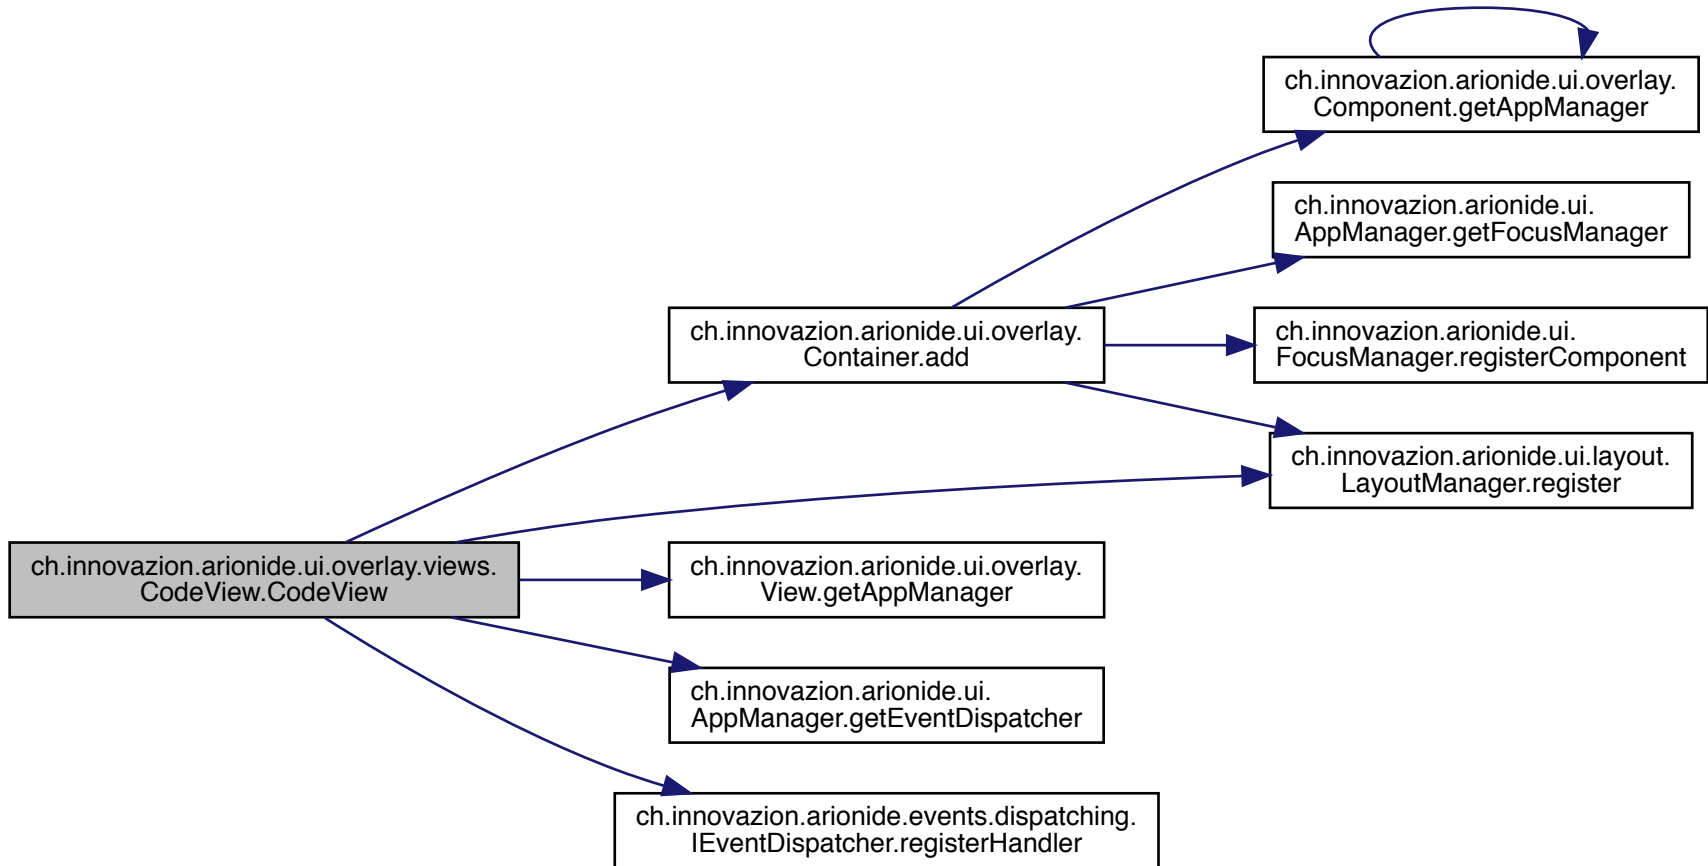 ch.innovazion.arionide.ui.overlay.
Component.getAppManager
ch.innovazion.arionide.ui.
AppManager.getFocusManager
ch.innovazion.arionide.ui.overlay.
Container.add
ch.innovazion.arionide.ui.
FocusManager.registerComponent
ch.innovazion.arionide.ui.layout.
LayoutManager.register
ch.innovazion.arionide.ui.overlay.views.
CodeView.CodeView
ch.innovazion.arionide.ui.overlay.
View.getAppManager
ch.innovazion.arionide.ui.
AppManager.getEventDispatcher
ch.innovazion.arionide.events.dispatching.
IEventDispatcher.registerHandler